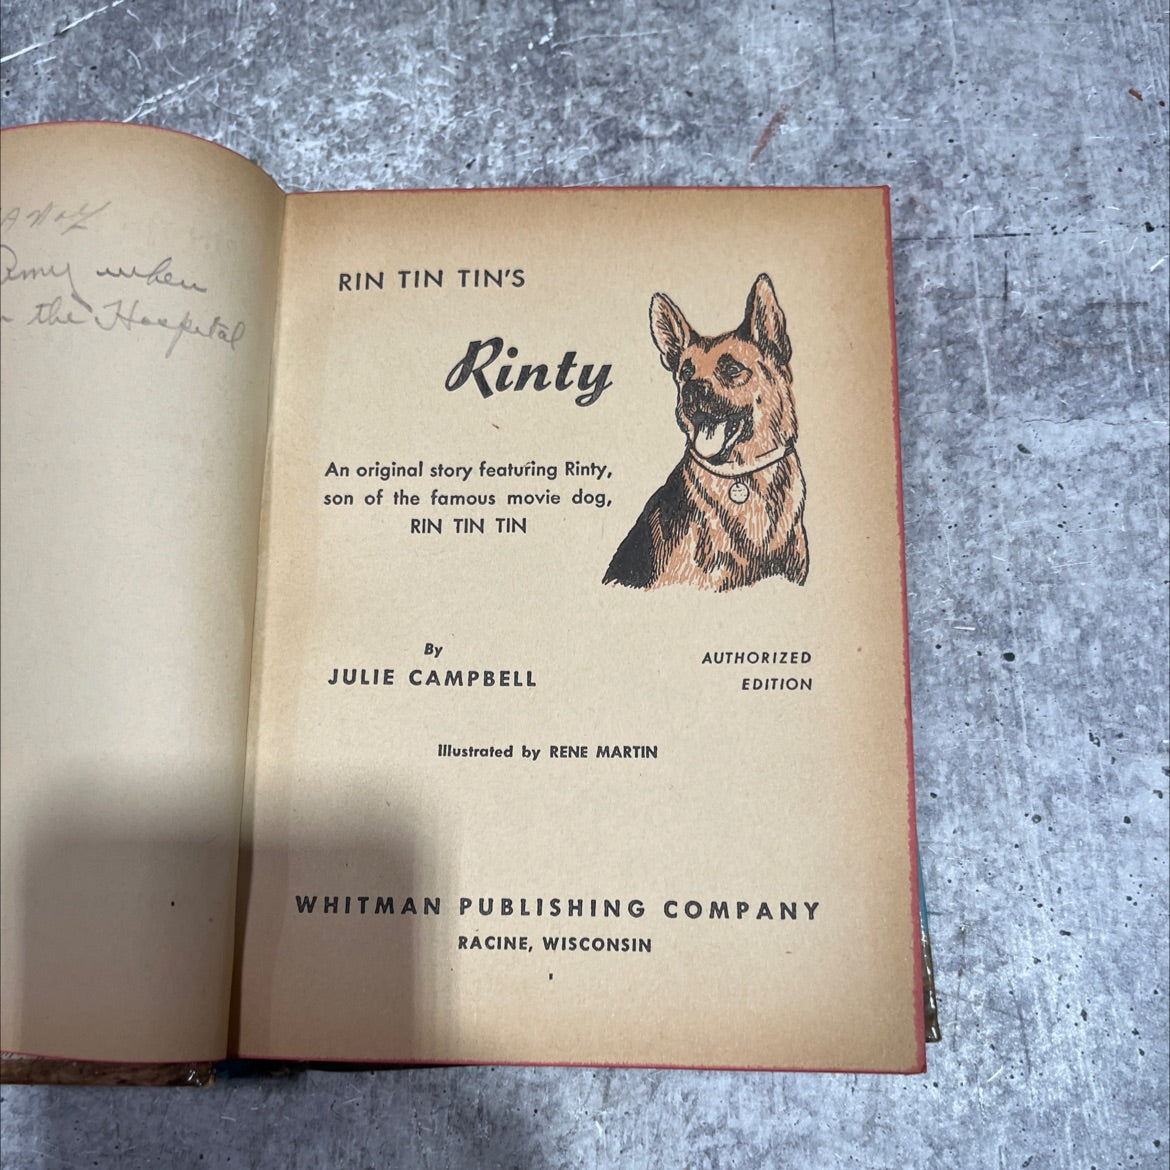 Amy when
the Hospital
RIN TIN TIN'S
Rinty
An original story featuring Rinty,
son of the famous movie dog,
RIN TIN TIN
By
JULIE CAMPBELL
AUTHORIZED
EDITION
Illustrated by RENE MARTIN
WHITMAN PUBLISHING COMPANY
RACINE, WISCONSIN